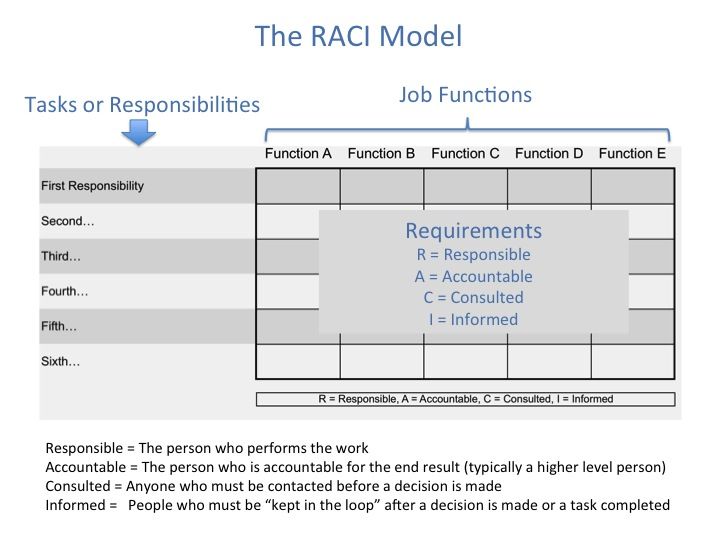 The RACI Model
Tasks or Responsibilities
Job Functions
Function A Function B Function C Function D Function E
First Responsibility
Second…
Third…
Fourth…
Fifth…
Sixth…
Requirements
R = Responsible
A = Accountable
C = Consulted
I = Informed
R = Responsible, A = Accountable, C = Consulted, I = Informed
Responsible = The person who performs the work
Accountable = The person who is accountable for the end result (typically a higher level person)
Consulted = Anyone who must be contacted before a decision is made
Informed = People who must be “kept in the loop” after a decision is made or a task completed